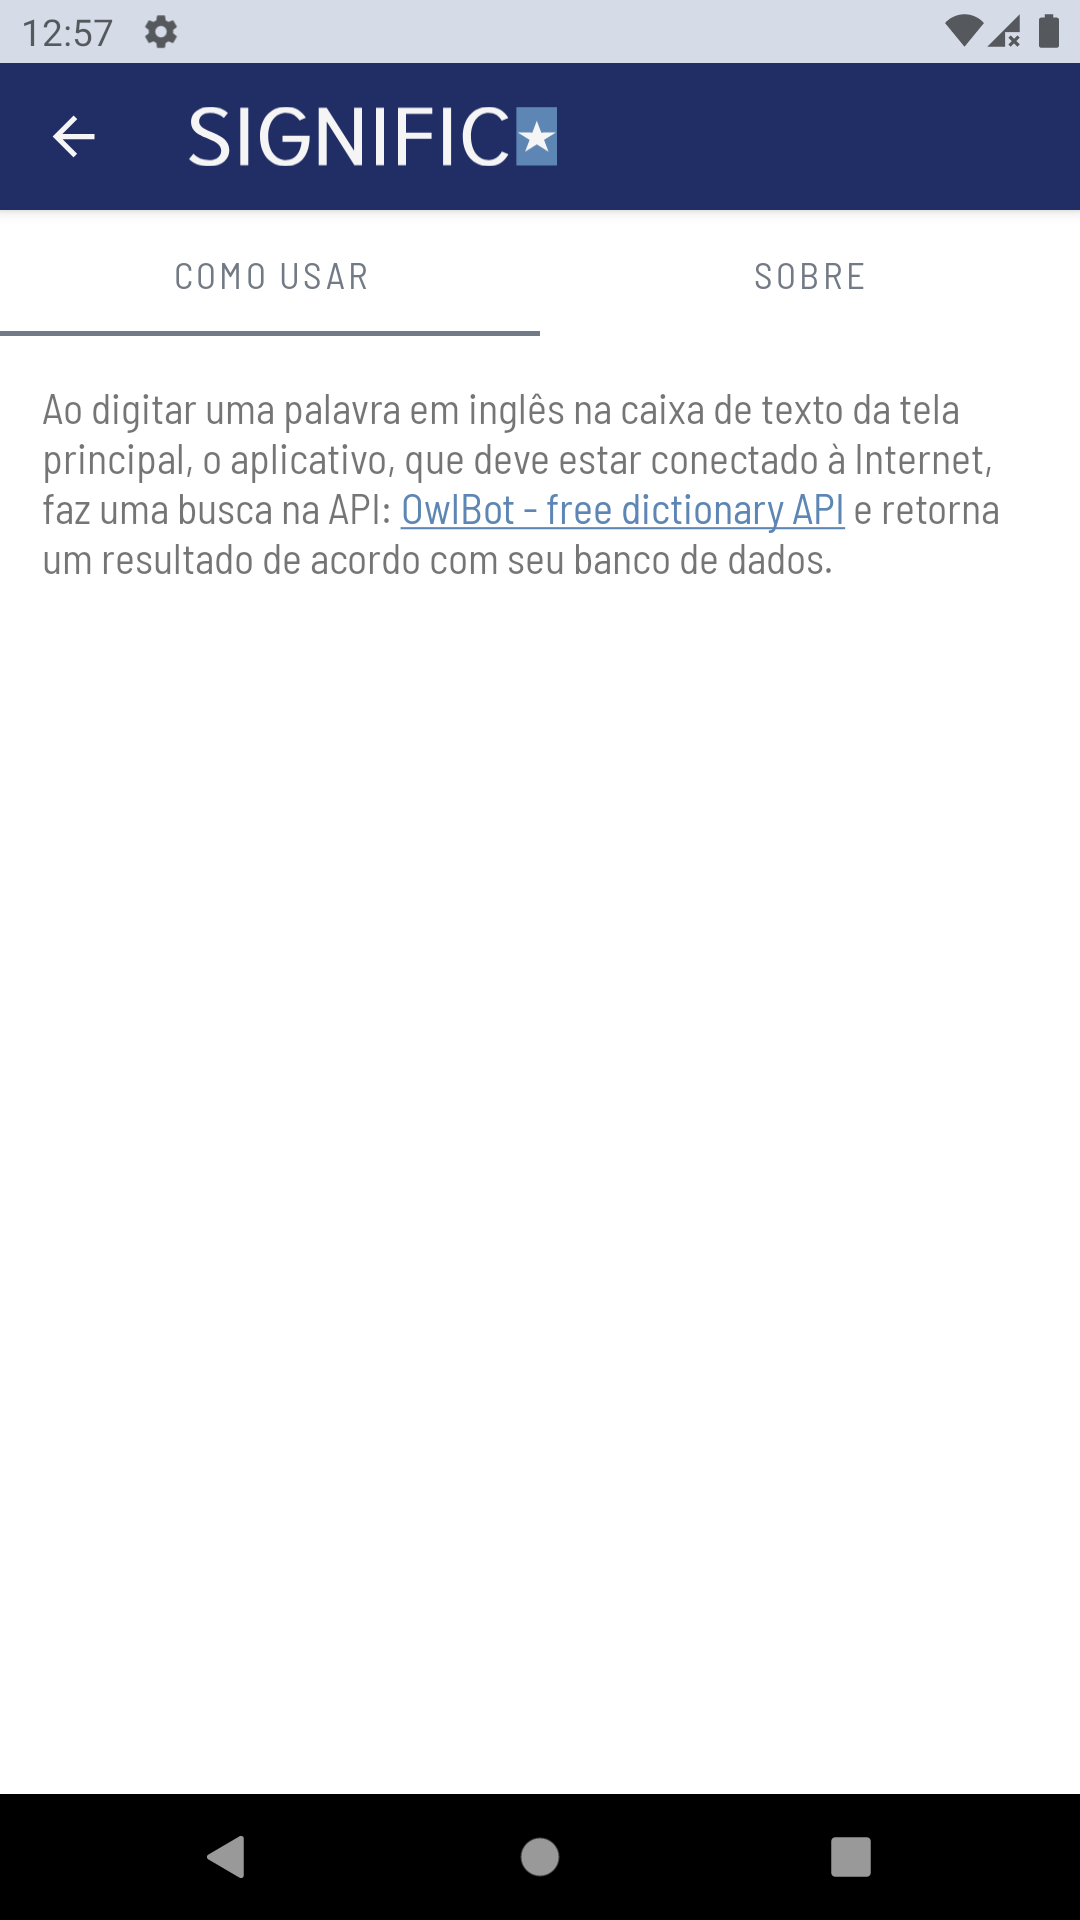 12:57
SIGNIFIC★
COMO USAR
SOBRE
Ao digitar uma palavra em inglês na caixa de texto da tela
principal, o aplicativo, que deve estar conectado à Internet,
faz uma busca na API: OwlBot - free dictionary API e retorna
um resultado de acordo com seu banco de dados.